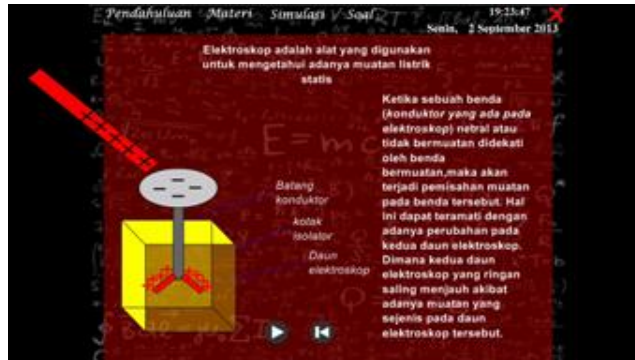 Pendahuluan Materi Simulasi Soal
19:23:47
Senin, 2 September 2013
Elektroskop adalah alat yang digunakan
untuk mengetahui adanya muatan listrik
statis
Ketika sebuah benda
(konduktor yang ada pada
elektroskop) netral atau
tidak bermuatan didekati
oleh benda
bermuatan,maka akan
terjadi pemisahan muatan
pada benda tersebut. Hal
ini dapat teramati dengan
adanya perubahan pada
kedua daun elektroskop.
Dimana kedua daun
elektroskop yang ringan
saling menjauh akibat
adanya muatan yang
sejenis pada daun
elektroskop tersebut.
Batang
konduktor
kotak
isolator
Daun
elektroskop
E=mc